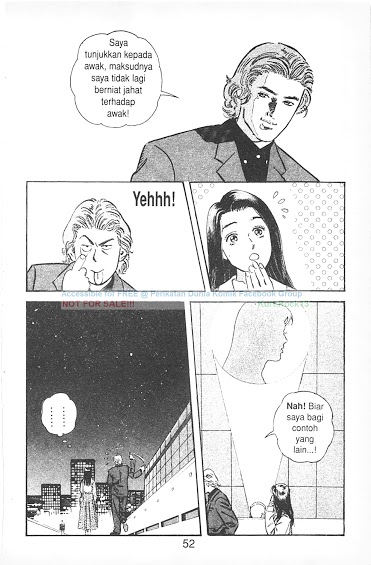 Saya
tunjukkan kepada
awak, maksudnya
saya tidak lagi
berniat jahat
terhadap
awak!
Yehhh!
Accessible for FREE @ Perikatan Dunia Komik Facebook Group
NOT FOR SALE!!!
......
Nah! Biar
saya bagi
contoh
yang
lain...!
52